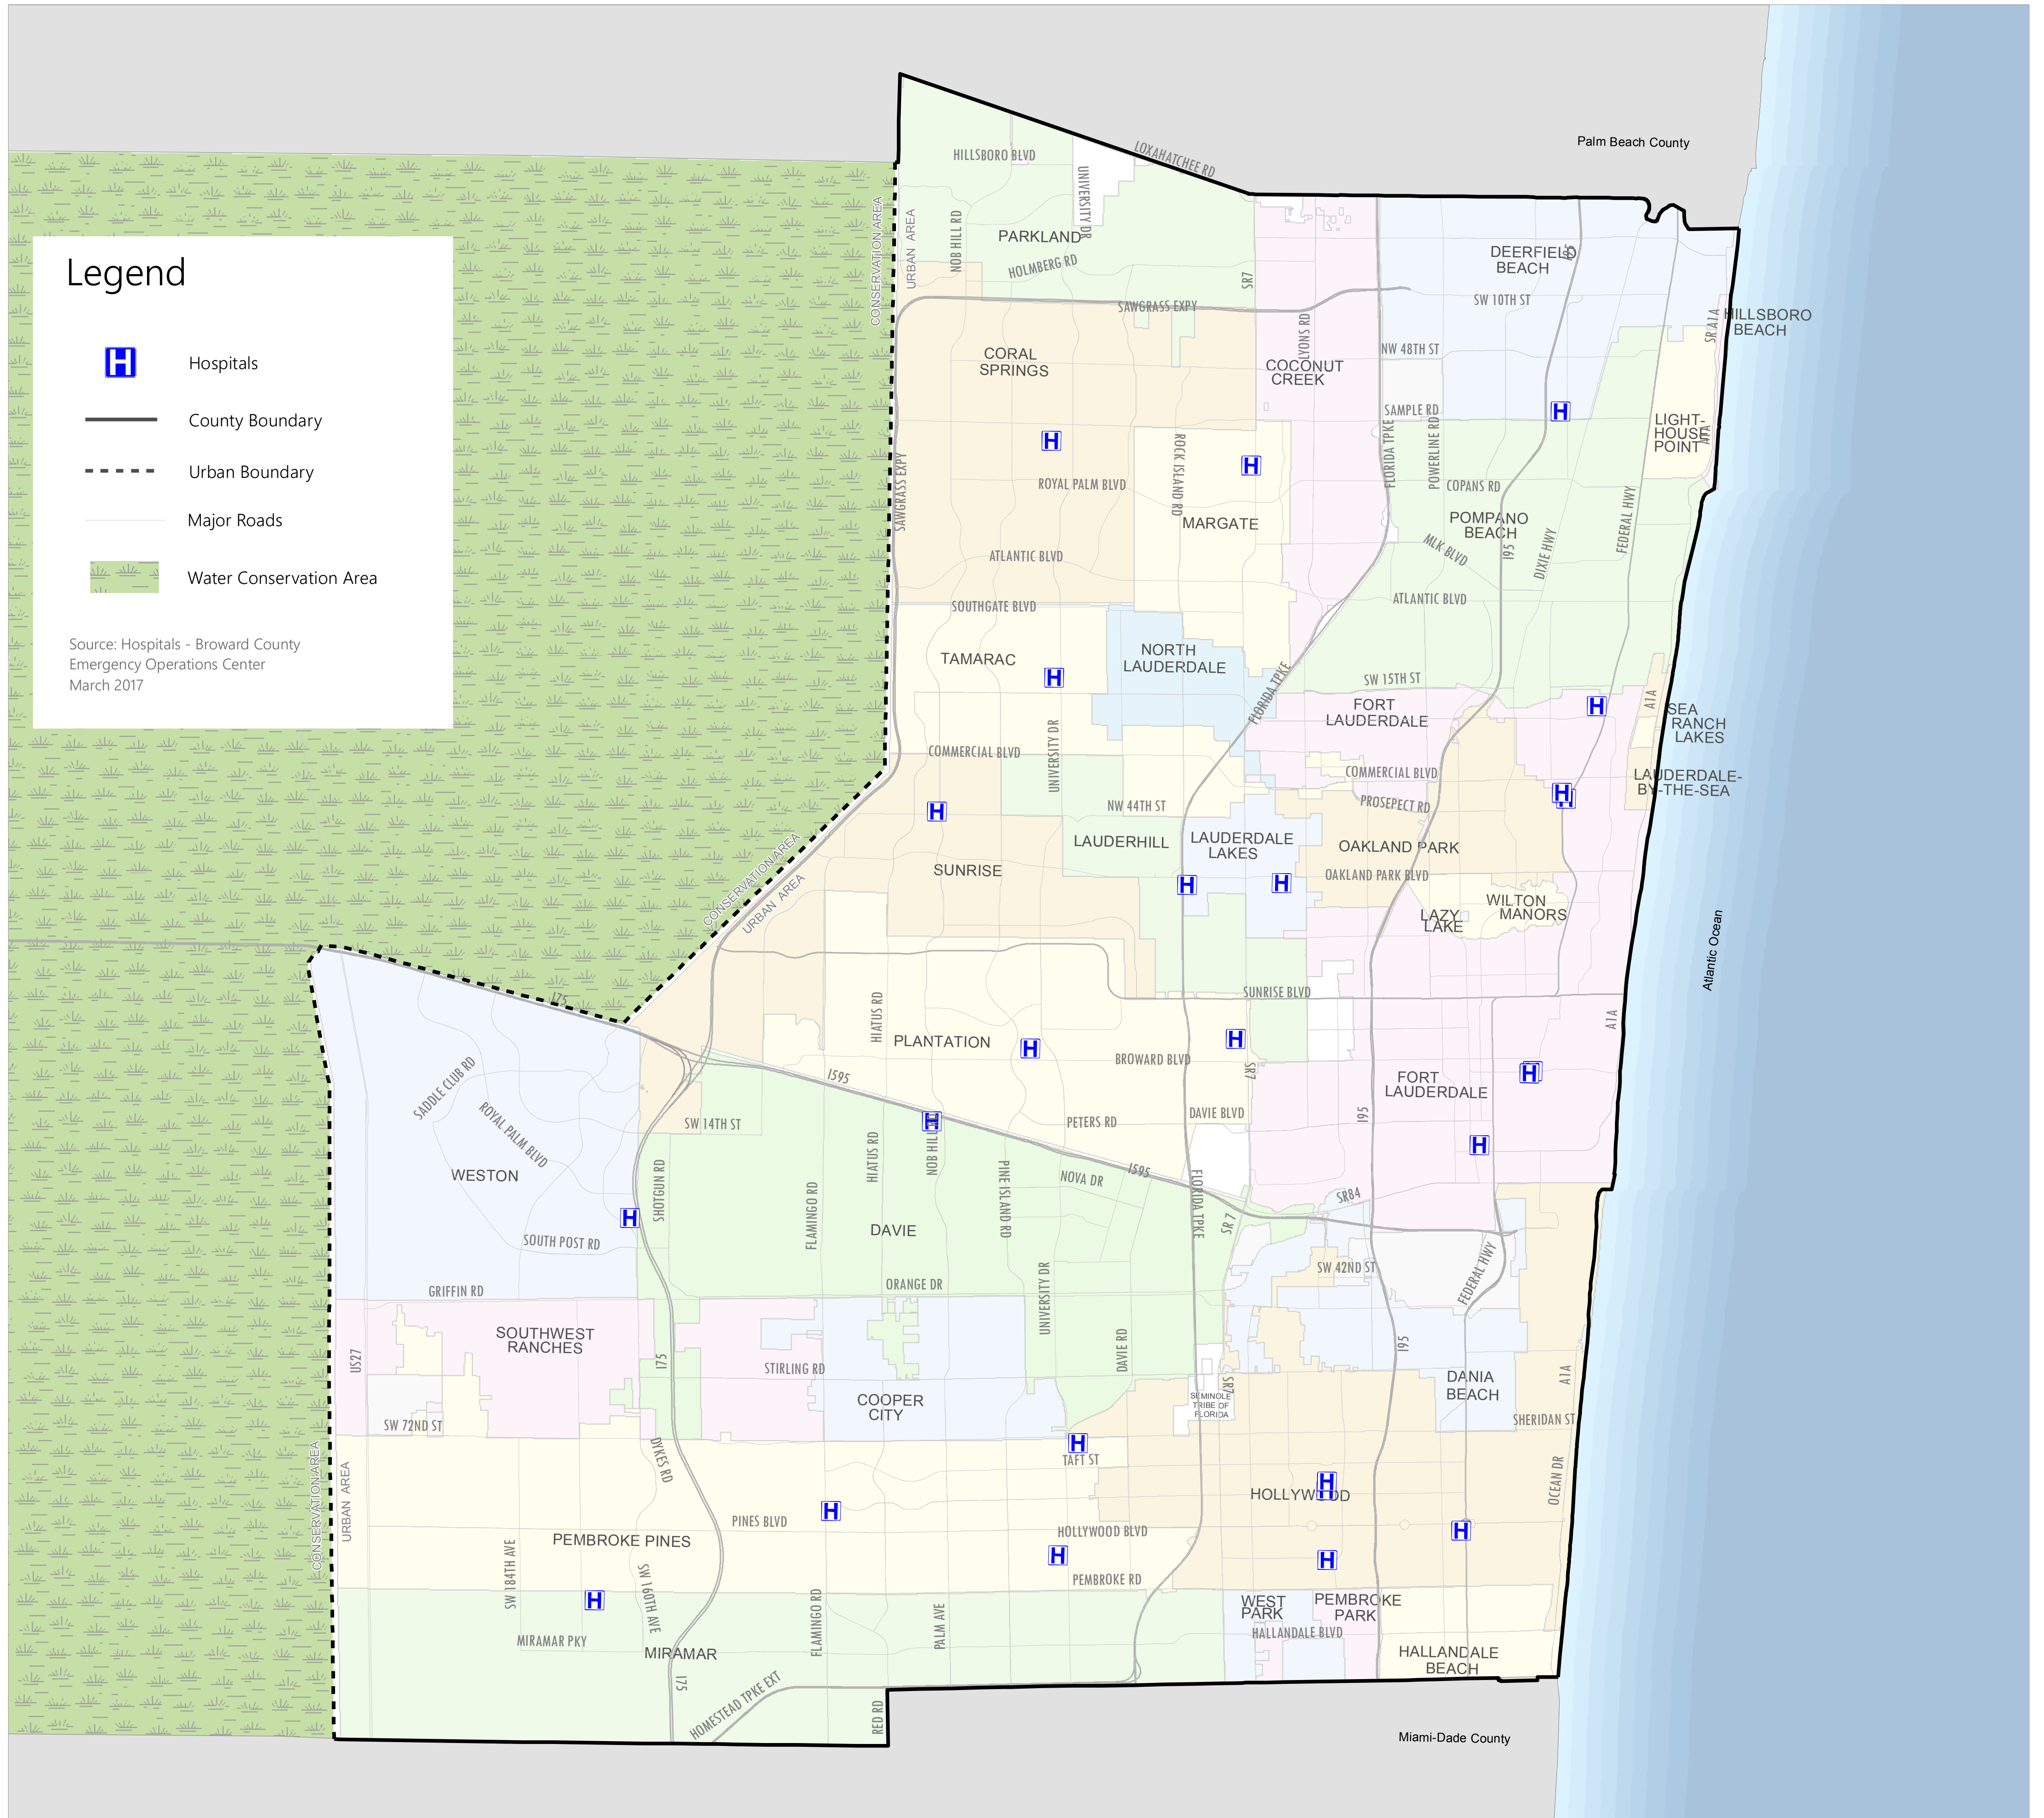 Palm Beach County
LOXAHATCHEE RD
HILLSBORO BLVD
UNIVERSITY DR
CONSERVATION AREA
URBAN AREA
NOB HILL RD
PARKLAND
HOLMBERG RD
SR7
DEERFIELD
BEACH
I95
SW 10TH ST
SAWGRASS EXPY
SR A1A
HILLSBORO
BEACH
Legend
Hospitals
County Boundary
Urban Boundary
Major Roads
Water Conservation Area
Source: Hospitals - Broward County
Emergency Operations Center
March 2017
H
CORAL
SPRINGS
LYONS RD
COCONUT
CREEK
NW 48TH ST
SAMPLE RD
H
LIGHT-
HOUSE
POINT
A1A
H
H
SAWGRASS EXPY
ROYAL PALM BLVD
ROCK ISLAND RD
FLORIDA TPKE
POWERLINE RD
COPANS RD
MARGATE
POMPANO
BEACH
I95
FEDERAL HWY
DIXIE HWY
MLK BLVD
ATLANTIC BLVD
ATLANTIC BLVD
SOUTHGATE BLVD
TAMARAC
H
NORTH
LAUDERDALE
FLORIDA TPKE
SW 15TH ST
FORT
LAUDERDALE
H
A1A
SEA
RANCH
LAKES
COMMERCIAL BLVD
UNIVERSITY DR
COMMERCIAL BLVD
LAUDERDALE-
BY-THE-SEA
H
NW 44TH ST
PROSPECT RD
H
H
LAUDERHILL
LAUDERDALE
LAKES
OAKLAND PARK
SUNRISE
CONSERVATION AREA
URBAN AREA
H
H
OAKLAND PARK BLVD
WILTON
MANORS
LAZY
LAKE
Atlantic Ocean
I75
SUNRISE BLVD
HIATUS RD
PLANTATION
H
H
BROWARD BLVD
SR7
A1A
I595
SADDLE CLUB RD
ROYAL PALM BLVD
FORT
LAUDERDALE
H
SW 14TH ST
H
PETERS RD
DAVIE BLVD
I95
H
WESTON
SHOTGUN RD
HIATUS RD
NOB HILL
PINE ISLAND RD
NOVA DR
I595
FLORIDA TPKE
SR84
H
FLAMINGO RD
DAVIE
SR 7
SOUTH POST RD
GRIFFIN RD
ORANGE DR
UNIVERSITY DR
SW 42ND ST
FEDERAL HWY
SOUTHWEST
RANCHES
US27
I75
STIRLING RD
DAVIE RD
I95
A1A
COOPER
CITY
SR7
SEMINOLE
TRIBE OF
FLORIDA
DANIA
BEACH
SW 72ND ST
SHERIDAN ST
CONSERVATION AREA
URBAN AREA
DYKES RD
H
TAFT ST
OCEAN DR
H
H
HOLLYWOOD
H
PINES BLVD
HOLLYWOOD BLVD
H
PEMBROKE PINES
H
H
SW 184TH AVE
SW 160TH AVE
PEMBROKE RD
H
FLAMINGO RD
PALM AVE
WEST
PARK
PEMBROKE
PARK
HALLANDALE BLVD
MIRAMAR PKY
MIRAMAR
HALLANDALE
BEACH
I75
HOMESTEAD TPKE EXT
RED RD
Miami-Dade County